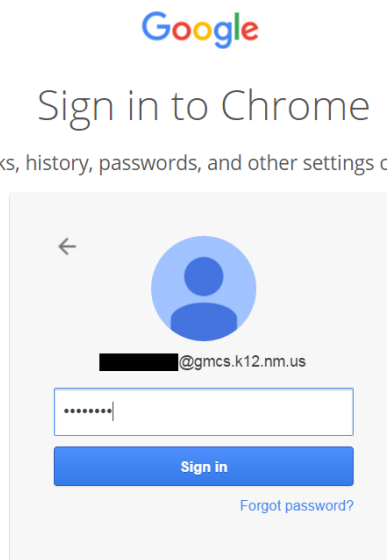 Google
Sign in to Chrome
ks, history, passwords, and other settings
@gmcs.k12.nm.us
••••••••
Sign in
Forgot password?